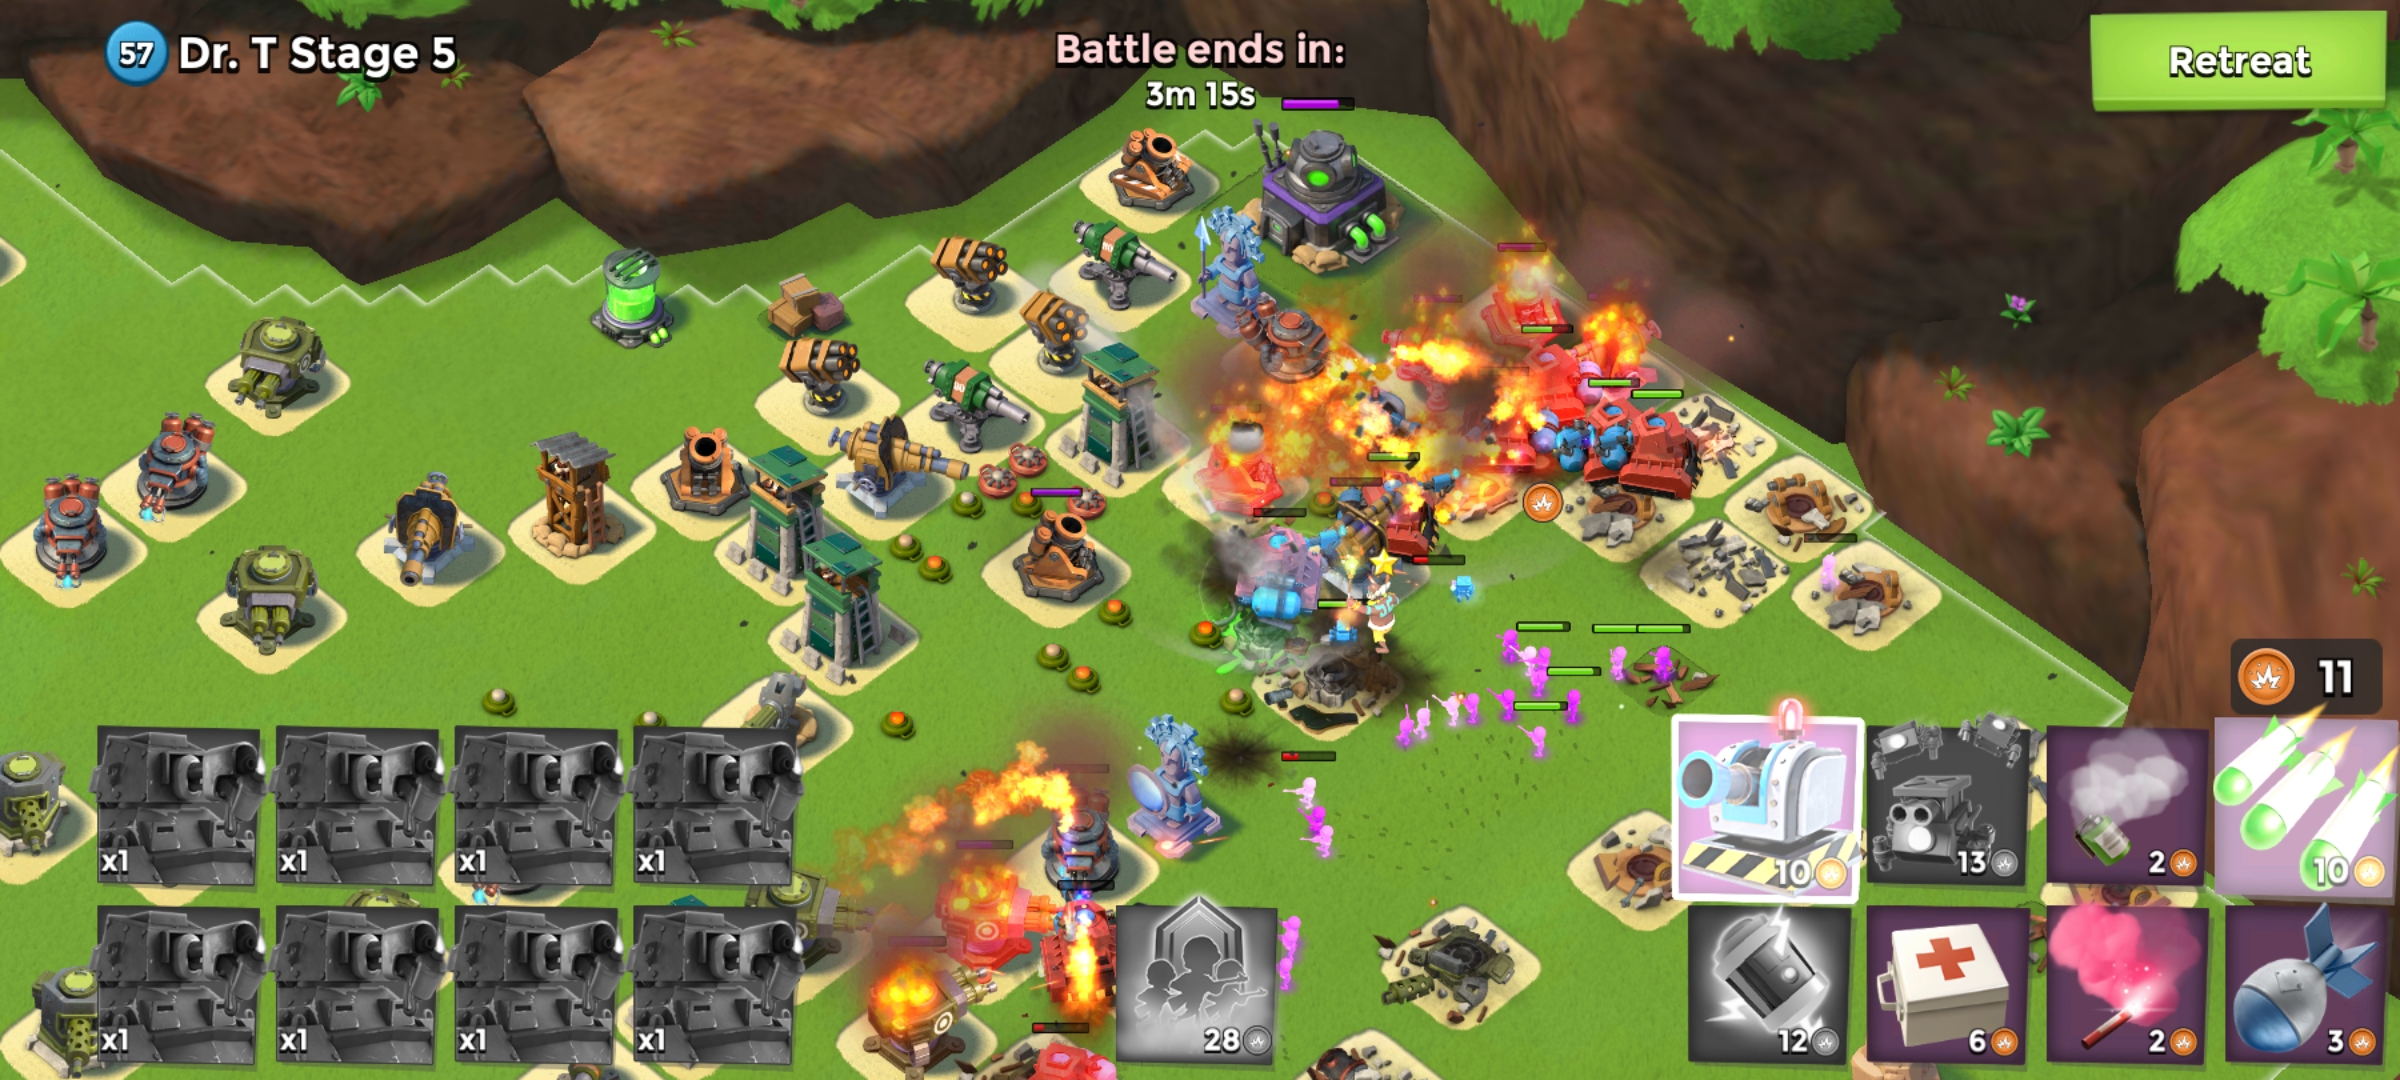 57 Dr. T Stage 5
Battle ends in:
3m 15s
Retreat
11
x1 x1 x1 x1
10 13 2 10
x1 x1 x1 x1
28
12 6 2 3